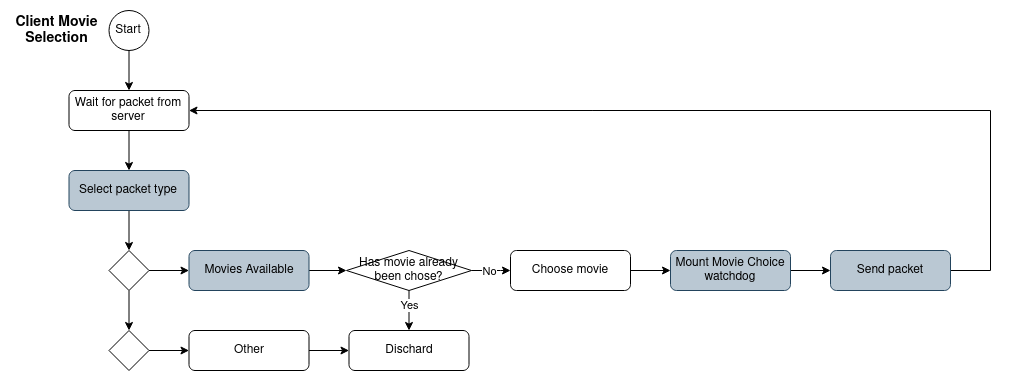 Client Movie
Selection
Start
Wait for packet from
server
Select packet type
Movies Available
Has movie already
been chose?
No
Choose movie
Mount Movie Choice
watchdog
Send packet
Yes
Other
Dischard